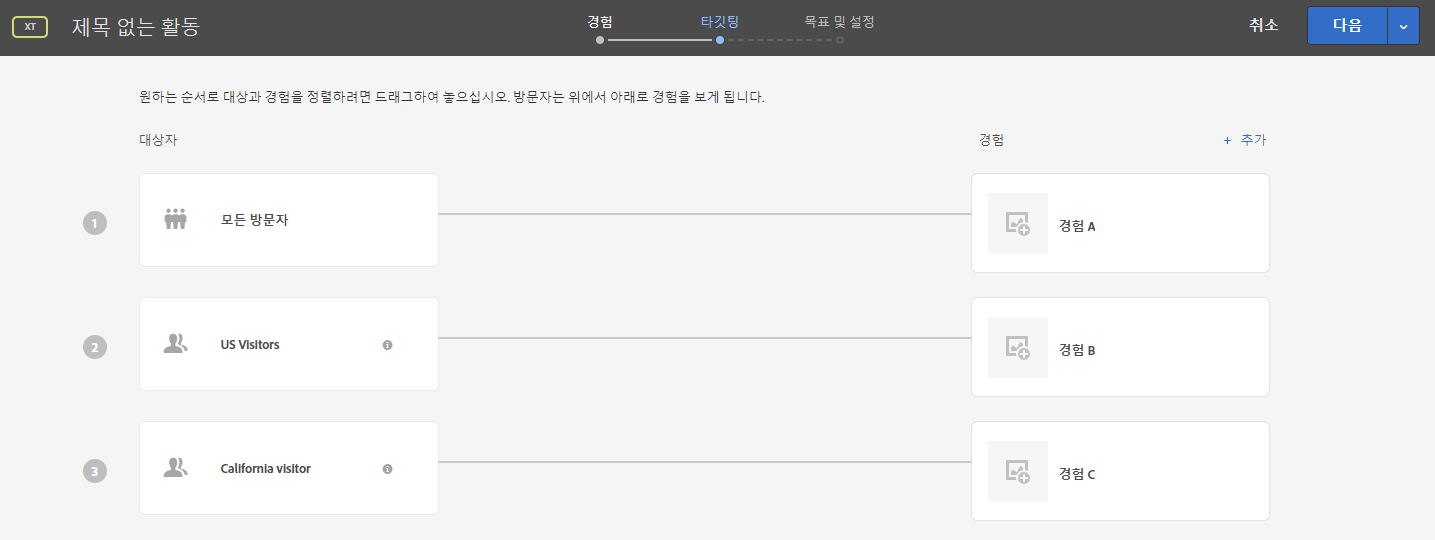 XT 제목 없는 활동 경험 타깃팅 목표 및 설정 취소 다음
원하는 순서로 대상과 경험을 정렬하려면 드래그하여 놓으십시오. 방문자는 위에서 아래로 경험을 보게 됩니다.
대상자 경험 + 추가
1 모든 방문자 경험 A
2 US Visitors 경험 B
3 California visitor 경험 C